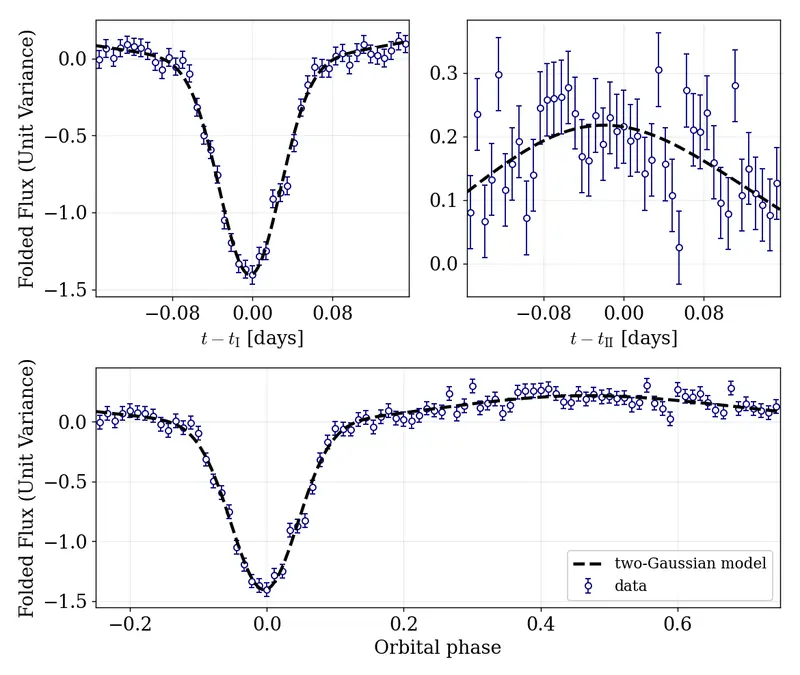 Folded Flux (Unit Variance)
0.0
−0.5
−1.0
−1.5
−0.08 0.00 0.08
t − tI [days]
0.3
0.2
0.1
0.0
−0.08 0.00 0.08
t − tII [days]
Folded Flux (Unit Variance)
0.0
−0.5
−1.0
−1.5
two-Gaussian model
data
−0.2 0.0 0.2 0.4 0.6
Orbital phase